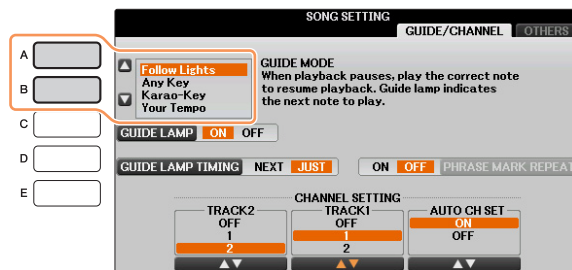 SONG SETTING
GUIDE/CHANNEL OTHERS
A
B
C
D
E
Follow Lights
Any Key
Karao-Key
Your Tempo
GUIDE MODE
When playback pauses, play the correct note
to resume playback. Guide lamp indicates
the next note to play.
GUIDE LAMP ON OFF
GUIDE LAMP TIMING NEXT JUST ON OFF PHRASE MARK REPEAT
CHANNEL SETTING
TRACK2 TRACK1 AUTO CH SET
OFF OFF ON
1 1 OFF
2 2